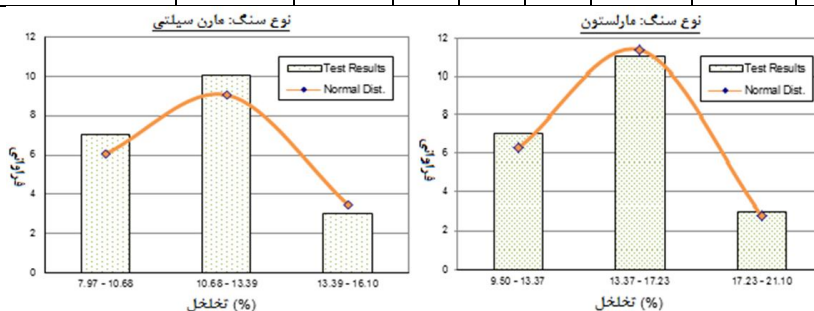 نوع سنگ: مارن سیلتی
12
10
8
6
4
2
0
فراوانی
Test Results
Normal Dist.
7.97 - 10.68
10.68 - 13.39
13.39 - 16.10
تخلخل (%)
نوع سنگ: مارلستون
12
10
8
6
4
2
0
فراوانی
Test Results
Normal Dist.
9.50 - 13.37
13.37 - 17.23
17.23 - 21.10
تخلخل (%)